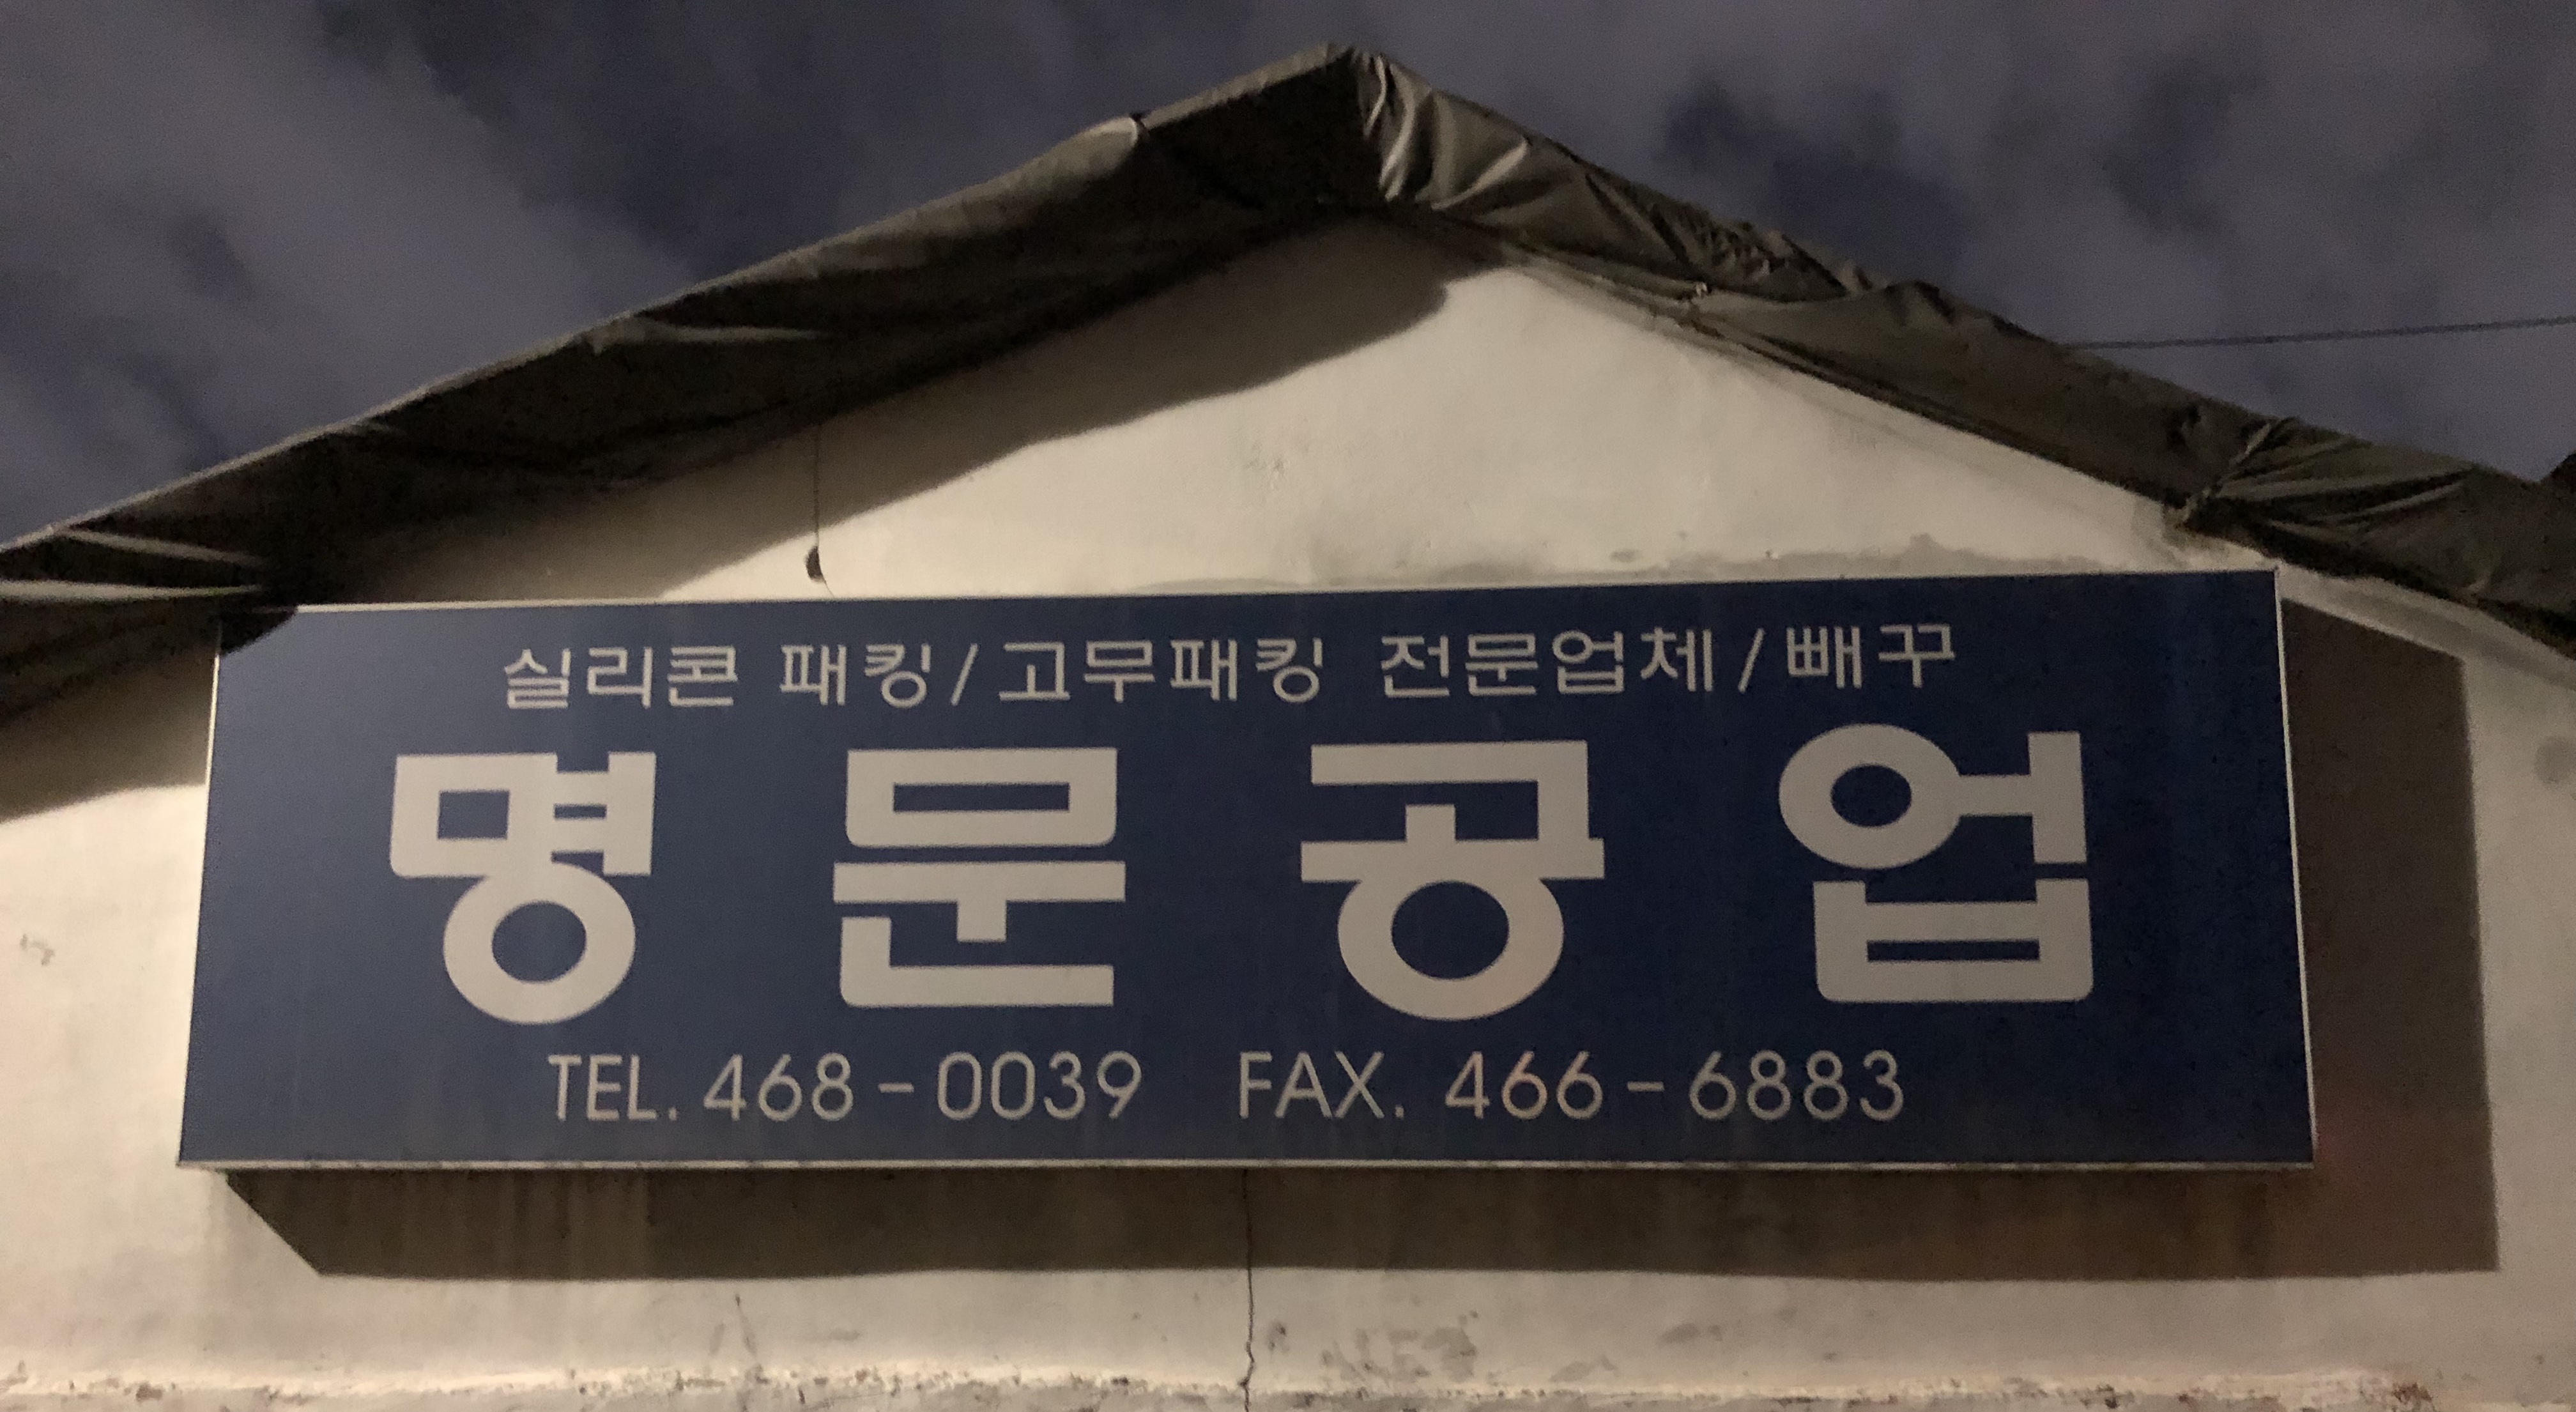 실리콘 패킹/고무패킹 전문업체/빼꾸
명문공업
TEL. 468-0039 FAX. 466-6883